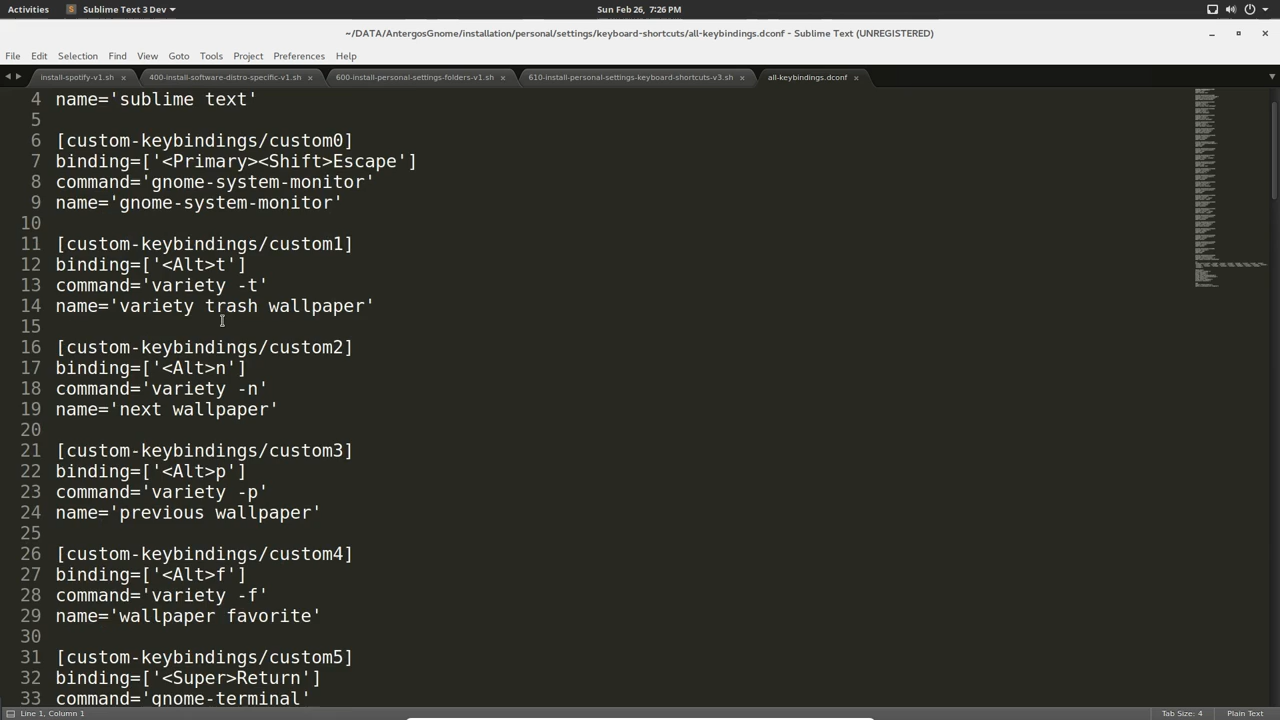 Activities
Sublime Text 3 Dev
Sun Feb 26, 7:26 PM
~/DATA/AntergosGnome/installation/personal/settings/keyboard-shortcuts/all-keybindings.dconf - Sublime Text (UNREGISTERED)
File Edit Selection Find View Goto Tools Project Preferences Help
install-spotify-v1.sh
400-install-software-distro-specific-v1.sh
600-install-personal-settings-folders-v1.sh
610-install-personal-settings-keyboard-shortcuts-v3.sh
all-keybindings.dconf
4 name='sublime text'
5
6 [custom-keybindings/custom0]
7 binding=['<Primary><Shift>Escape']
8 command='gnome-system-monitor'
9 name='gnome-system-monitor'
10
11 [custom-keybindings/custom1]
12 binding=['<Alt>t']
13 command='variety -t'
14 name='variety trash wallpaper'
15
16 [custom-keybindings/custom2]
17 binding=['<Alt>n']
18 command='variety -n'
19 name='next wallpaper'
20
21 [custom-keybindings/custom3]
22 binding=['<Alt>p']
23 command='variety -p'
24 name='previous wallpaper'
25
26 [custom-keybindings/custom4]
27 binding=['<Alt>f']
28 command='variety -f'
29 name='wallpaper favorite'
30
31 [custom-keybindings/custom5]
32 binding=['<Super>Return']
33 command='gnome-terminal'
Line 1, Column 1
Tab Size: 4
Plain Text